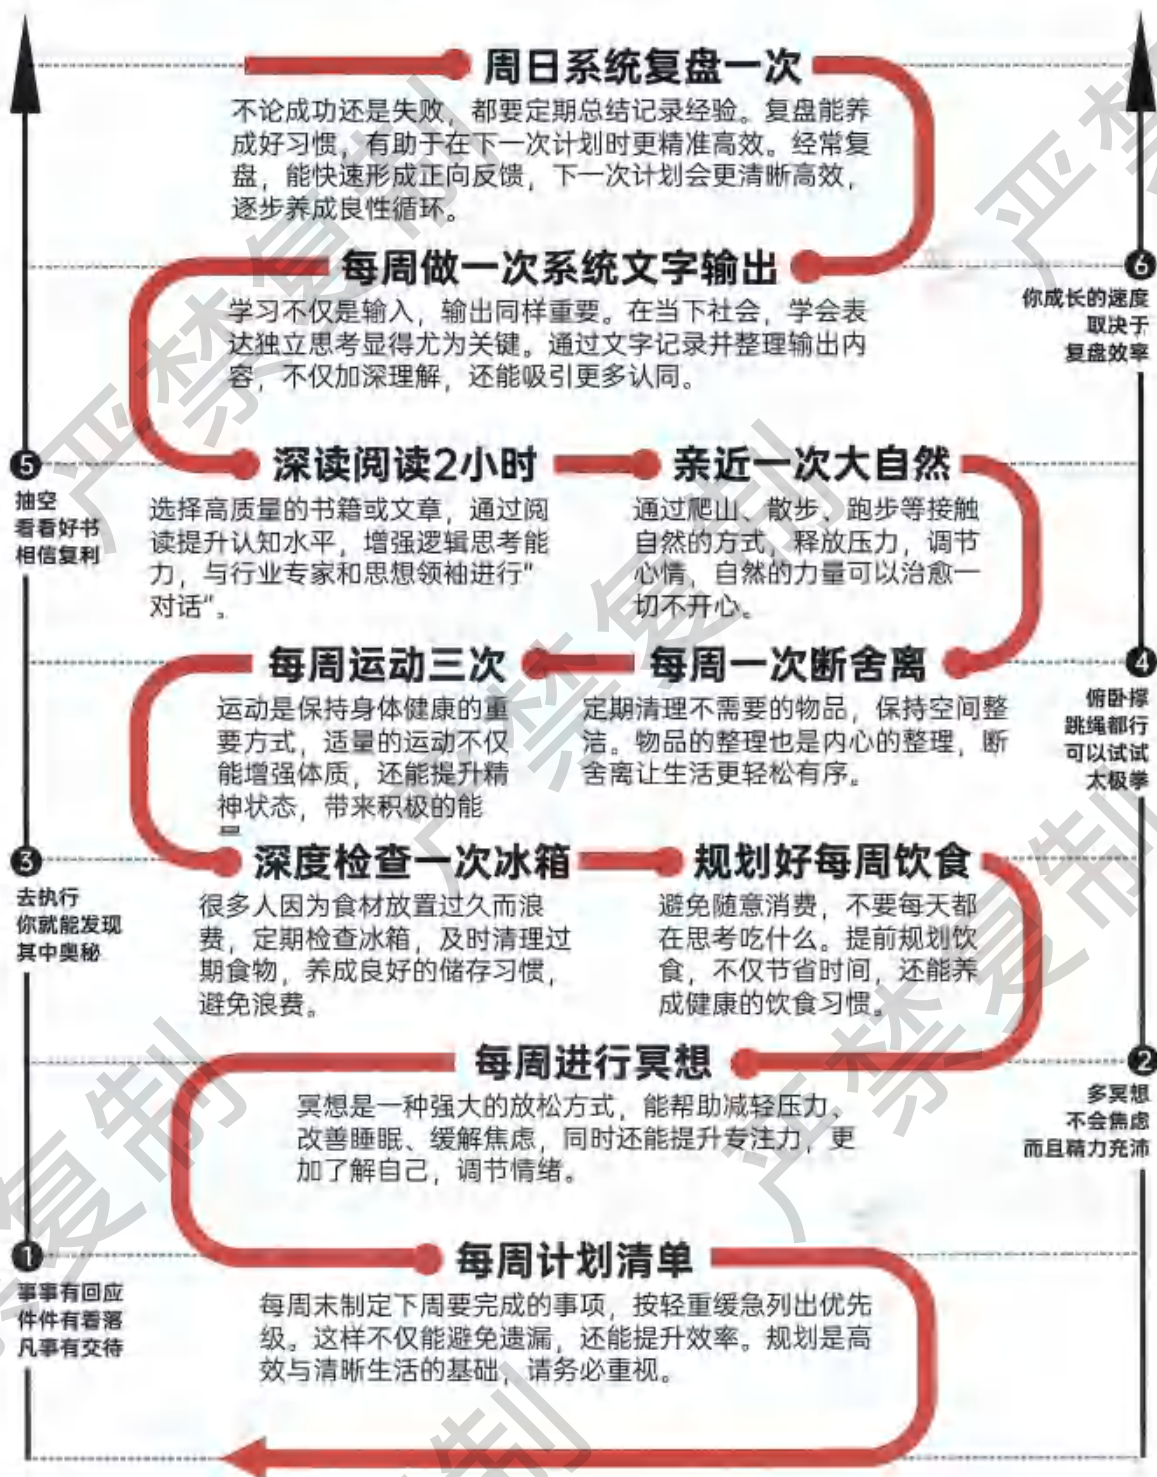 周日系统复盘一次
不论成功还是失败，都要定期总结记录经验。复盘能养
成好习惯，有助于在下一次计划时更精准高效。经常复
盘，能快速形成正向反馈，下一次计划会更清晰高效，
逐步养成良性循环。
每周做一次系统文字输出
学习不仅是输入，输出同样重要。在当下社会，学会表
达独立思考显得尤为关键。通过文字记录并整理输出内
容，不仅加深理解，还能吸引更多认同。
6
你成长的速度
取决于
复盘效率
5
抽空
看看好书
相信复利
深读阅读2小时
选择高质量的书籍或文章，通过阅
读提升认知水平，增强逻辑思考能
力，与行业专家和思想领袖进行"
对话"。
亲近一次大自然
通过爬山、散步、跑步等接触
自然的方式，释放压力，调节
心情，自然的力量可以治愈一
切不开心。
每周运动三次
运动是保持身体健康的重
要方式，适量的运动不仅
能增强体质，还能提升精
神状态，带来积极的能
每周一次断舍离
定期清理不需要的物品，保持空间整
洁。物品的整理也是内心的整理，断
舍离让生活更轻松有序。
4
俯卧撑
跳绳都行
可以试试
太极拳
3
去执行
你就能发现
其中奥秘
深度检查一次冰箱
很多人因为食材放置过久而浪
费，定期检查冰箱，及时清理过
期食物，养成良好的储存习惯，
避免浪费。
规划好每周饮食
避免随意消费，不要每天都
在思考吃什么。提前规划饮
食，不仅节省时间，还能养
成健康的饮食习惯。
每周进行冥想
冥想是一种强大的放松方式，能帮助减轻压力、
改善睡眠、缓解焦虑，同时还能提升专注力，更
加了解自己，调节情绪。
2
多冥想
不会焦虑
而且精力充沛
1
事事有回应
件件有着落
凡事有交待
每周计划清单
每周末制定下周要完成的事项，按轻重缓急列出优先
级。这样不仅能避免遗漏，还能提升效率。规划是高
效与清晰生活的基础，请务必重视。
严禁复制
严禁复制
严禁复制